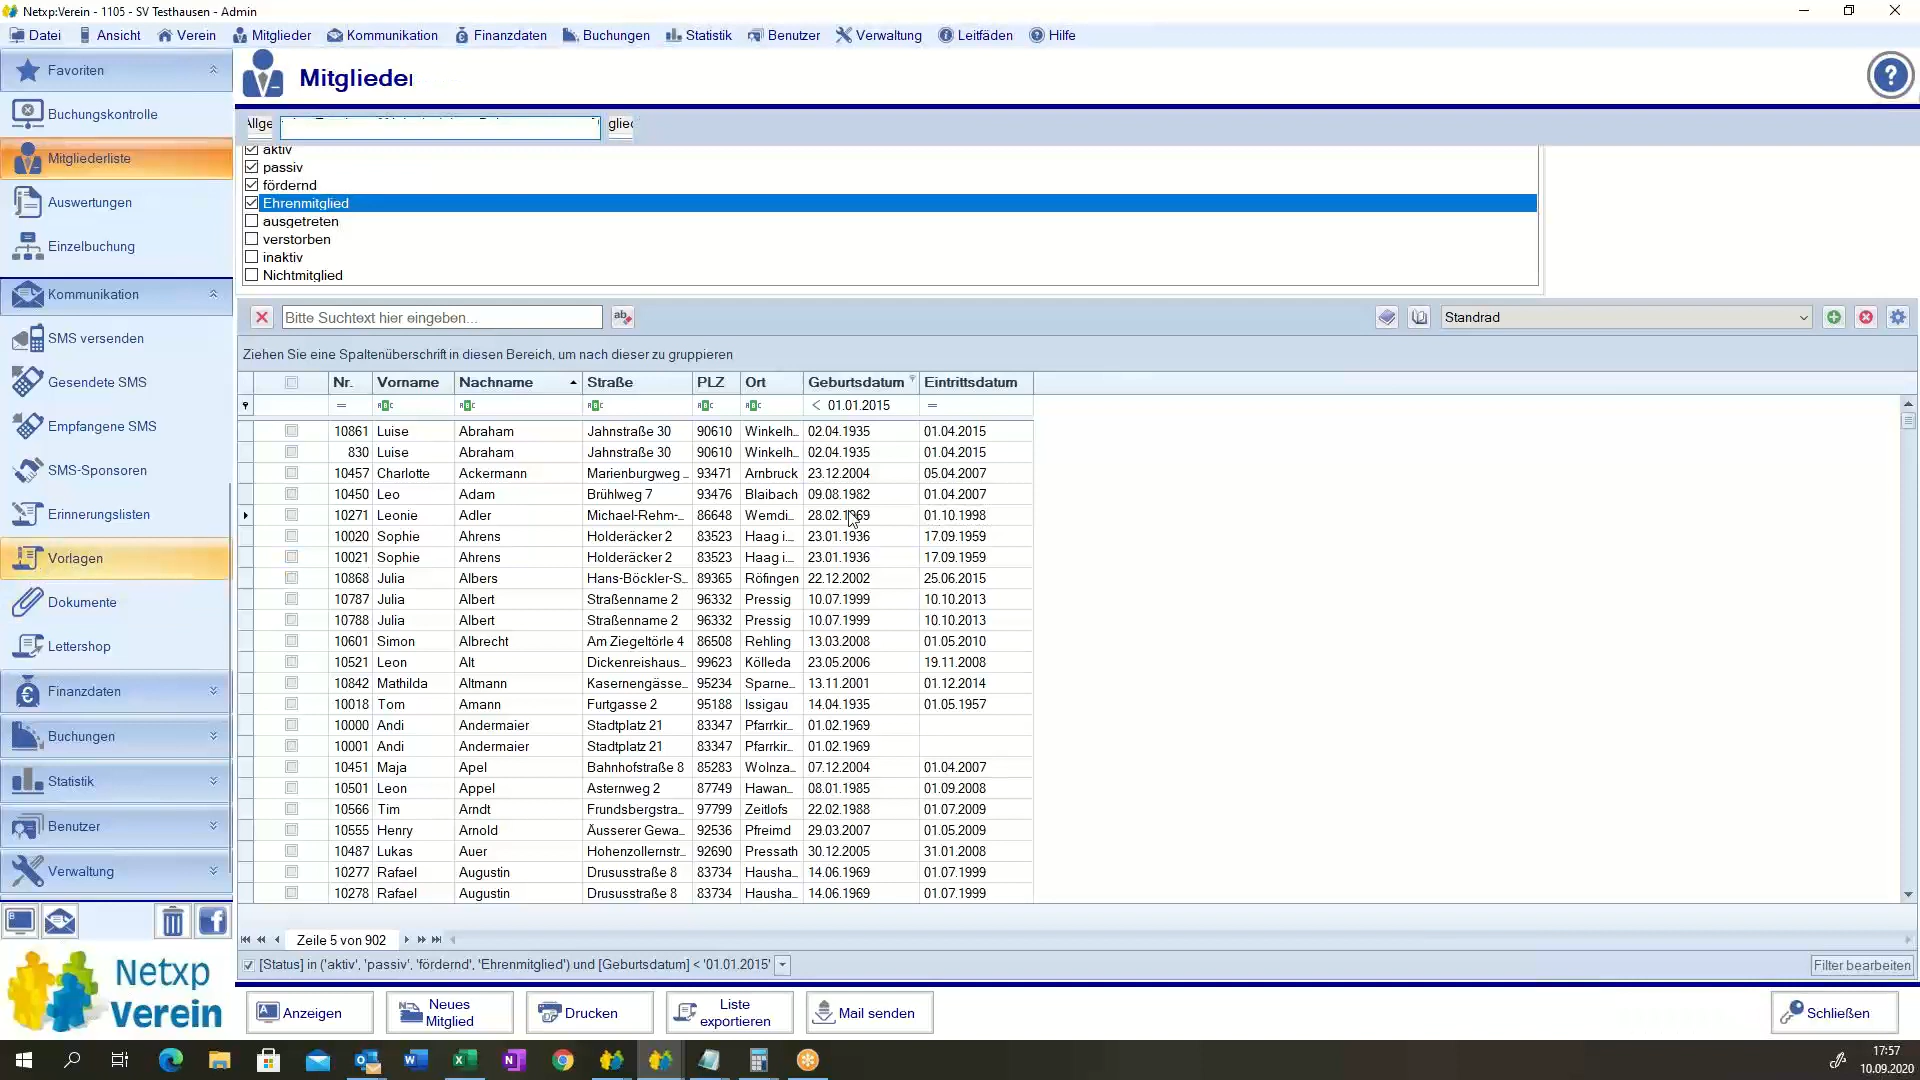 Netxp:Verein - 1105 - SV Testhausen - Admin
Datei Ansicht Verein Mitglieder Kommunikation Finanzdaten Buchungen Statistik Benutzer Verwaltung Leitfäden Hilfe
Favoriten
Buchungskontrolle
Mitgliederliste
Auswertungen
Einzelbuchung
Kommunikation
SMS versenden
Gesendete SMS
Empfangene SMS
SMS-Sponsoren
Erinnerungslisten
Vorlagen
Dokumente
Lettershop
Finanzdaten
Buchungen
Statistik
Benutzer
Verwaltung
Netxp
Verein
Mitglieder
aktiv
passiv
fördernd
Ehrenmitglied
ausgetreten
verstorben
inaktiv
Nichtmitglied
Bitte Suchtext hier eingeben...
Standrad
Ziehen Sie eine Spaltenüberschrift in diesen Bereich, um nach dieser zu gruppieren
Nr. Vorname Nachname Straße PLZ Ort Geburtsdatum Eintrittsdatum
= < 01.01.2015 =
10861 Luise Abraham Jahnstraße 30 90610 Winkelh... 02.04.1935 01.04.2015
830 Luise Abraham Jahnstraße 30 90610 Winkelh... 02.04.1935 01.04.2015
10457 Charlotte Ackermann Marienburgweg ... 93471 Arnbruck 23.12.2004 05.04.2007
10450 Leo Adam Brühlweg 7 93476 Blaibach 09.08.1982 01.04.2007
10271 Leonie Adler Michael-Rehm-... 86648 Wemdi... 28.02.1969 01.10.1998
10020 Sophie Ahrens Holderäcker 2 83523 Haag i... 23.01.1936 17.09.1959
10021 Sophie Ahrens Holderäcker 2 83523 Haag i... 23.01.1936 17.09.1959
10868 Julia Albers Hans-Böckler-S... 89365 Röfingen 22.12.2002 25.06.2015
10787 Julia Albert Straßenname 2 96332 Pressig 10.07.1999 10.10.2013
10788 Julia Albert Straßenname 2 96332 Pressig 10.07.1999 10.10.2013
10601 Simon Albrecht Am Ziegeltörle 4 86508 Rehling 13.03.2008 01.05.2010
10521 Leon Alt Dickenreishaus... 99623 Kölleda 23.05.2006 19.11.2008
10842 Mathilda Altmann Kasernengässe... 95234 Sparne... 13.11.2001 01.12.2014
10018 Tom Amann Furtgasse 2 95188 Issigau 14.04.1935 01.05.1957
10000 Andi Andermaier Stadtplatz 21 83347 Pfarrkir... 01.02.1969
10001 Andi Andermaier Stadtplatz 21 83347 Pfarrkir... 01.02.1969
10451 Maja Apel Bahnhofstraße 8 85283 Wolnza... 07.12.2004 01.04.2007
10501 Leon Appel Asternweg 2 87749 Hawan... 08.01.1985 01.09.2008
10566 Tim Arndt Frundsbergstra... 97799 Zeitlofs 22.02.1988 01.07.2009
10555 Henry Arnold Äusserer Gewa... 92536 Pfreimd 29.03.2007 01.05.2009
10487 Lukas Auer Hohenzollernstr... 92690 Pressath 30.12.2005 31.01.2008
10277 Rafael Augustin Drususstraße 8 83734 Hausha... 14.06.1969 01.07.1999
10278 Rafael Augustin Drususstraße 8 83734 Hausha... 14.06.1969 01.07.1999
Zeile 5 von 902
[Status] in ('aktiv', 'passiv', 'fördernd', 'Ehrenmitglied') und [Geburtsdatum] < '01.01.2015'
Filter bearbeiten
Anzeigen
Neues Mitglied
Drucken
Liste exportieren
Mail senden
Schließen
17:57
10.09.2020